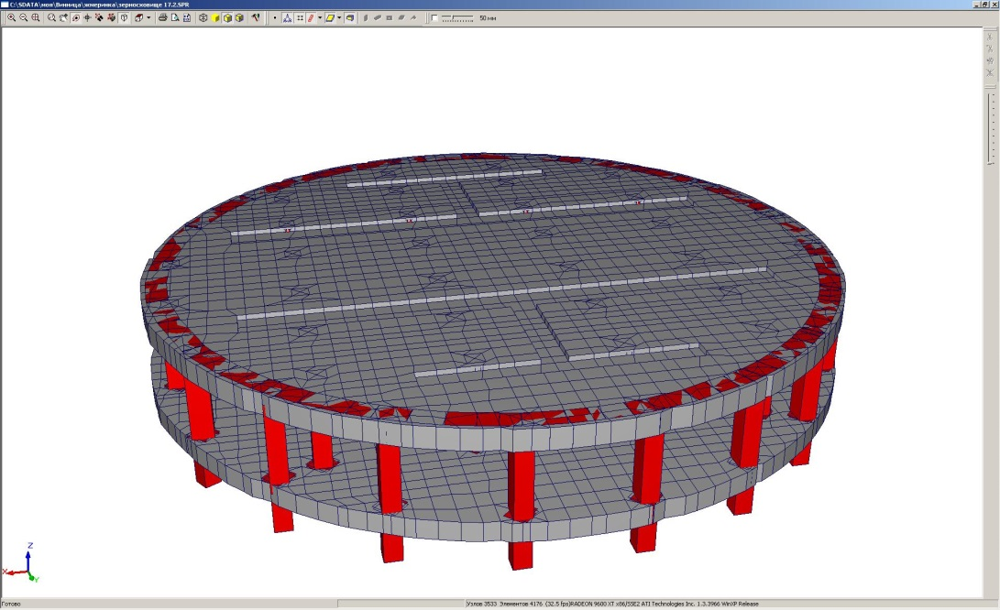 C:\SDATA\моя\Винница\жмеринка\зерносховище 17.2.SPR
50 мм
Z
X
Y
Готово
Узлов 3533 Элементов 4176 (32.5 fps)RADEON 9600 XT x86/SSE2 ATI Technologies Inc. 1.3.3966 WinXP Release